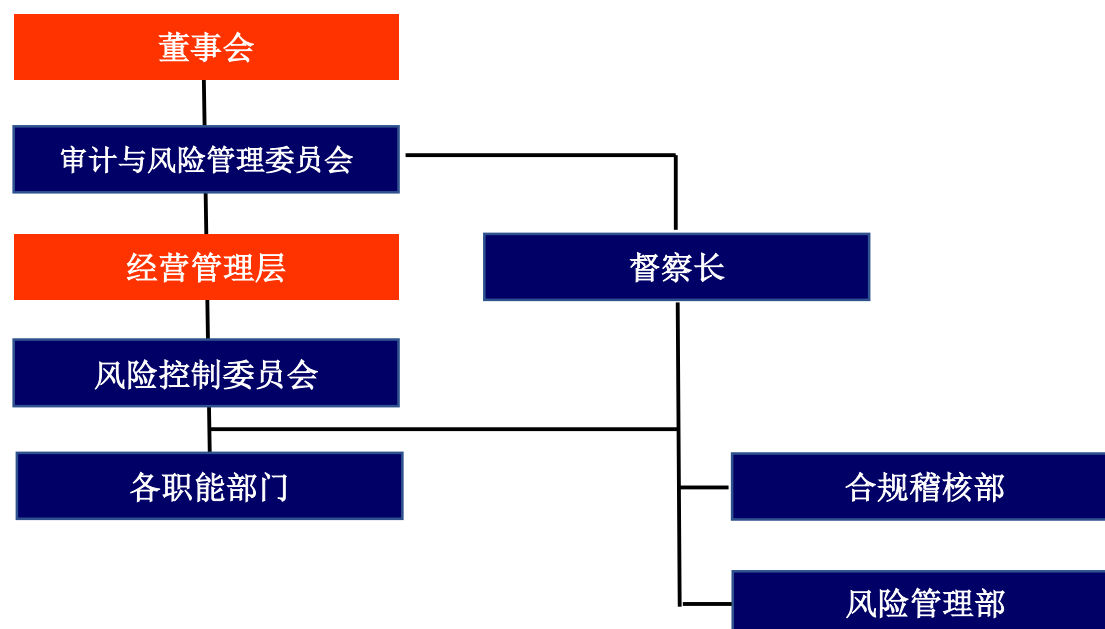 董事会
审计与风险管理委员会
经营管理层
督察长
风险控制委员会
各职能部门
合规稽核部
风险管理部